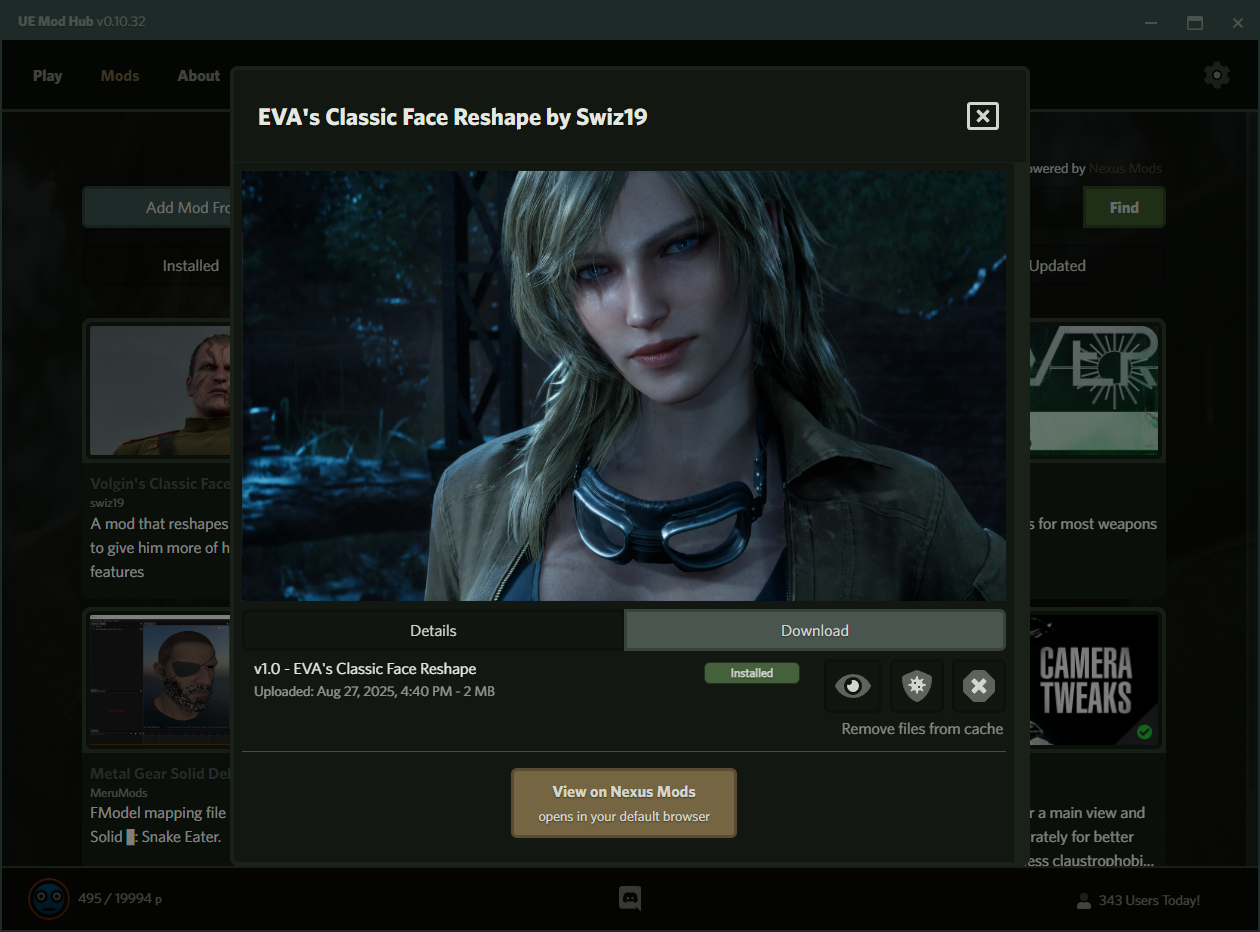 UE Mod Hub v0.10.32
Play Mods About
EVA's Classic Face Reshape by Swiz19
owered by Nexus Mods
Add Mod Fro
Find
Installed
Updated
Volgin's Classic Face
swiz19
A mod that reshapes
to give him more of h
features
s for most weapons
Details Download
v1.0 - EVA's Classic Face Reshape
Installed
Uploaded: Aug 27, 2025, 4:40 PM - 2 MB
Remove files from cache
CAMERA
TWEAKS
Metal Gear Solid Del
MeruMods
FModel mapping file
Solid : Snake Eater.
View on Nexus Mods
opens in your default browser
r a main view and
rately for better
ess claustrophobi...
495 / 19994 p
343 Users Today!